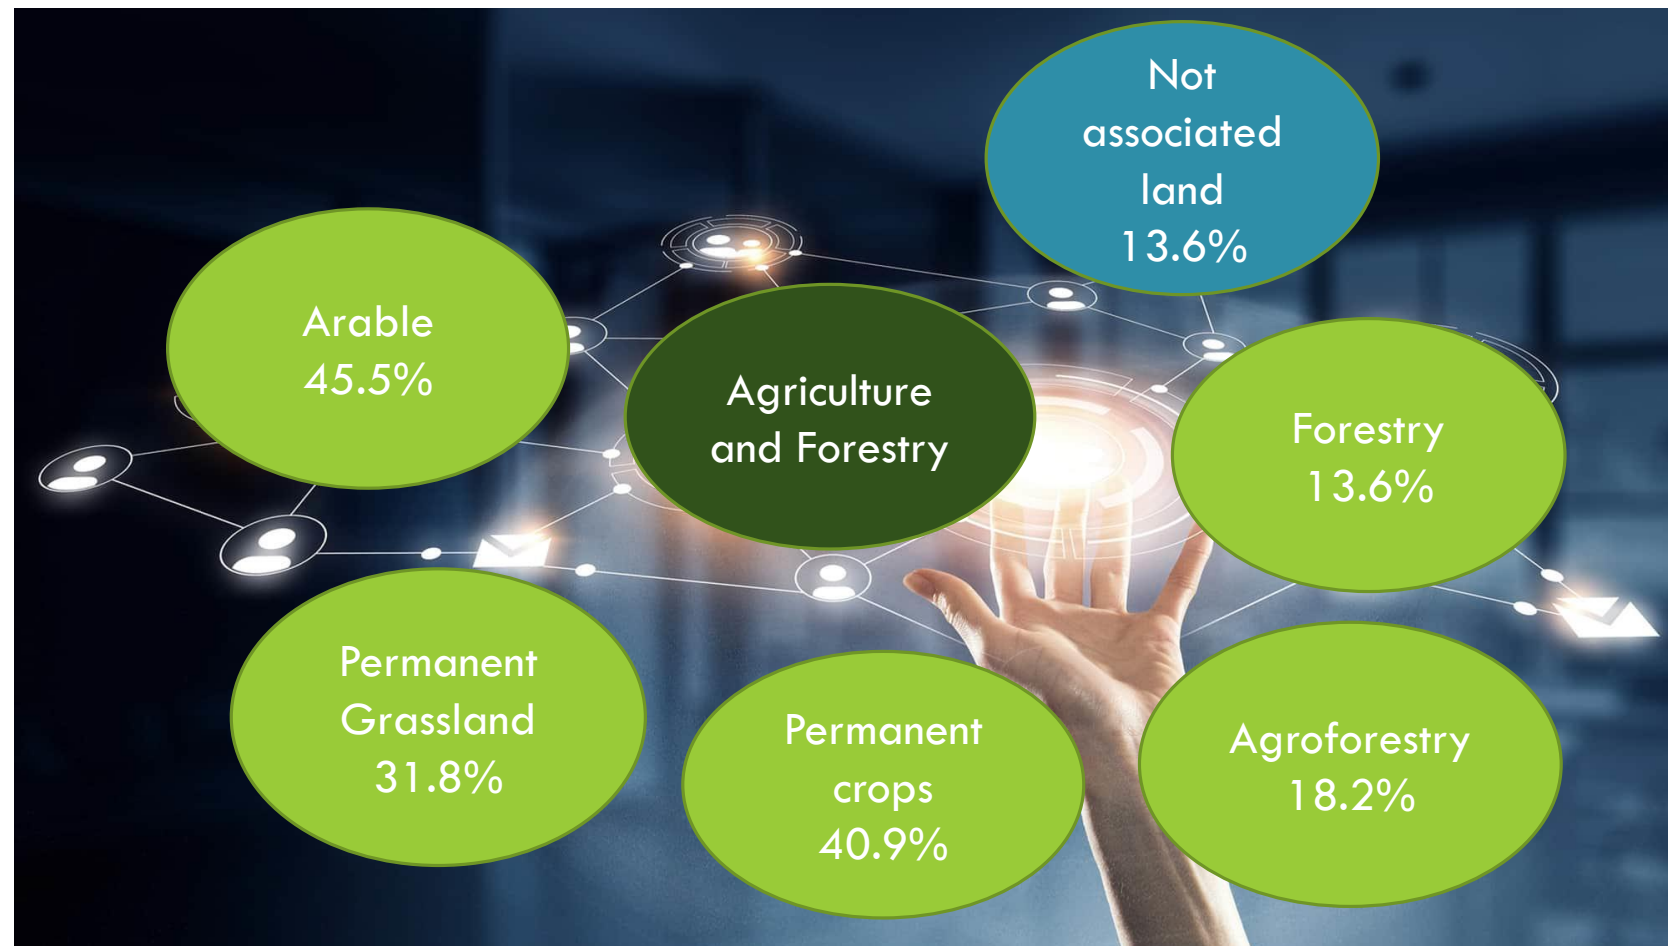 Not
associated
land
13.6%
Arable
45.5%
Agriculture
and Forestry
Forestry
13.6%
Permanent
Grassland
31.8%
Permanent
crops
40.9%
Agroforestry
18.2%